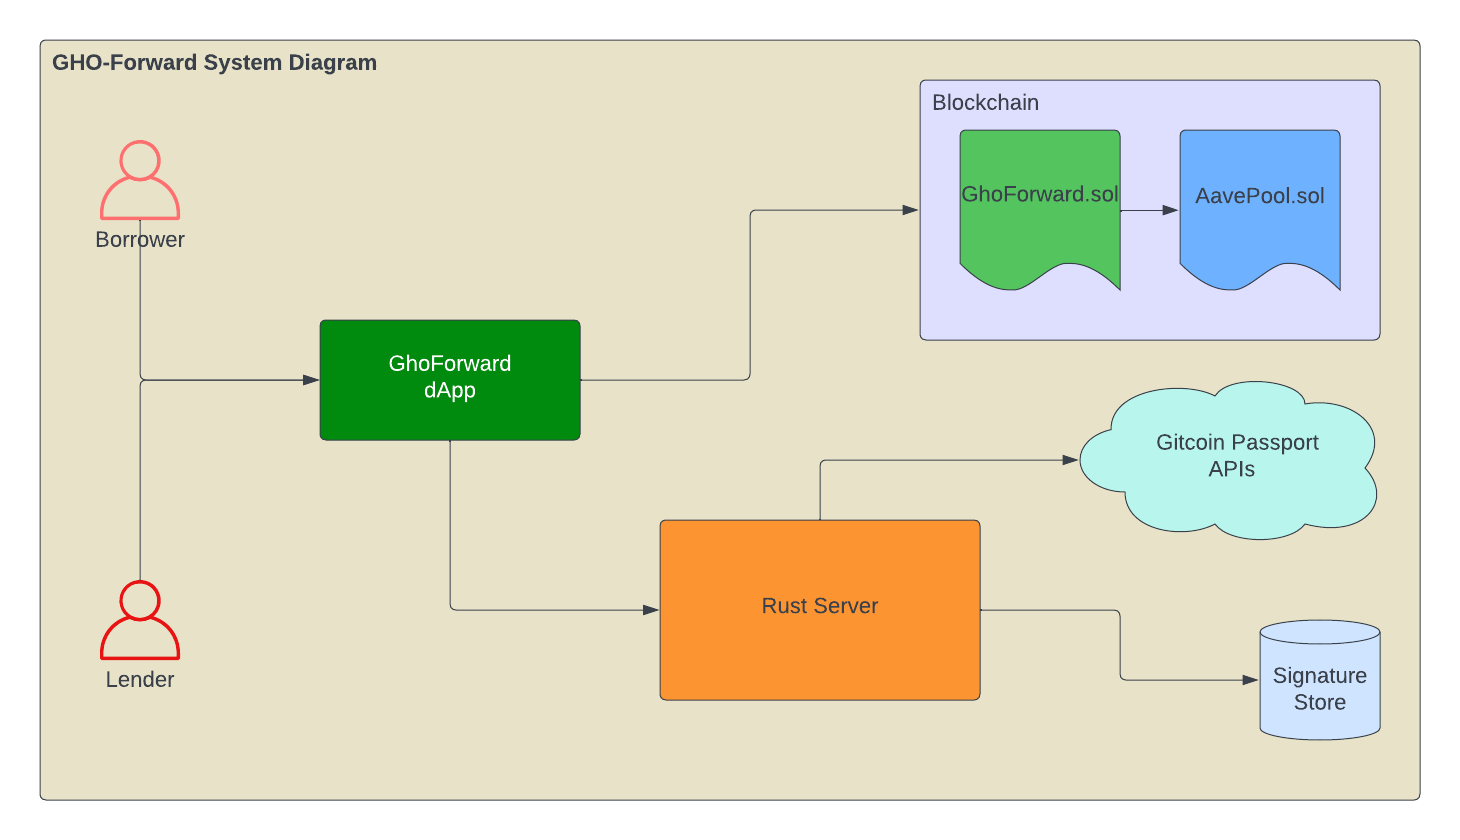 GHO-Forward System Diagram
Blockchain
GhoForward.sol
AavePool.sol
Borrower
GhoForward
dApp
Gitcoin Passport
APIs
Rust Server
Lender
Signature
Store